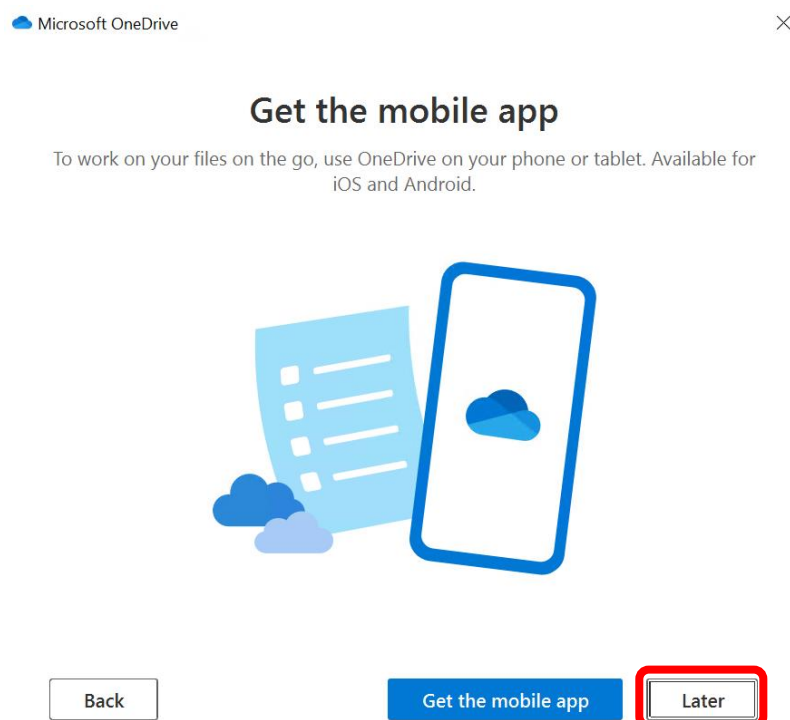 Microsoft OneDrive
Get the mobile app
To work on your files on the go, use OneDrive on your phone or tablet. Available for
iOS and Android.
Back
Get the mobile app
Later